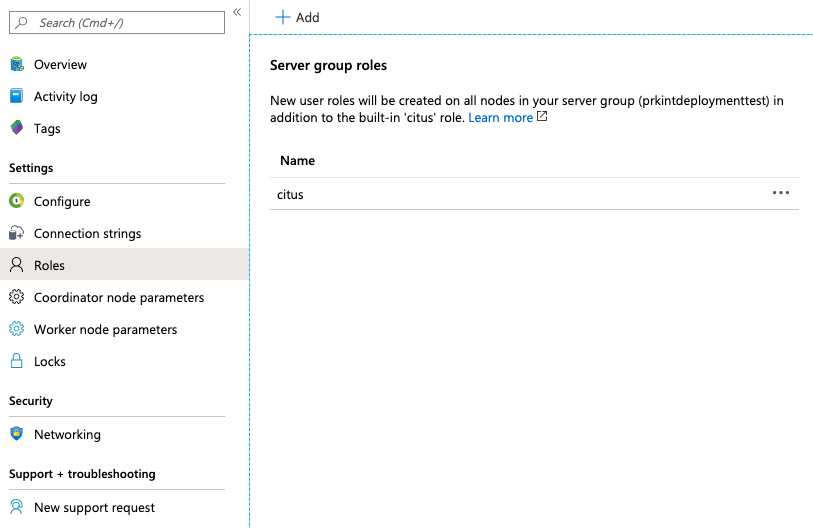 Search (Cmd+/)
Overview
Activity log
Tags
Settings
Configure
Connection strings
Roles
Coordinator node parameters
Worker node parameters
Locks
Security
Networking
Support + troubleshooting
New support request
Add
Server group roles
New user roles will be created on all nodes in your server group (prkintdeploymenttest) in
addition to the built-in 'citus' role. Learn more
Name
citus